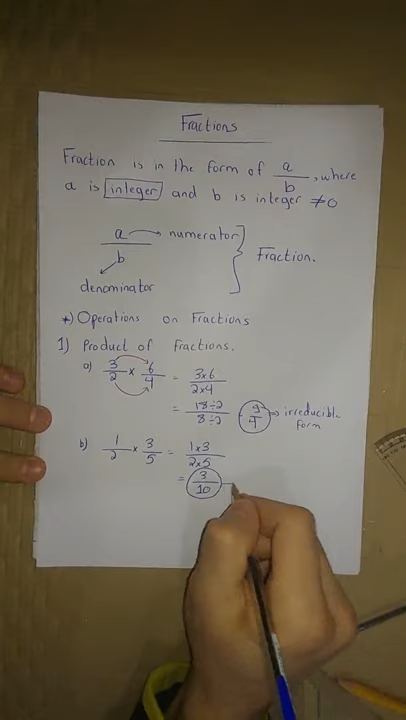 Fractions
Fraction is in the form of a/b, where
a is integer and b is integer ≠0
a → numerator
b
denominator
Fraction.
*) Operations on Fractions
1) Product of Fractions.
a) 3/2 × 6/4 = 3×6/2×4
= 18÷2/8÷2 = 9/4 → irreducible form
b) 1/2 × 3/5 = 1×3/2×5
= 3/10